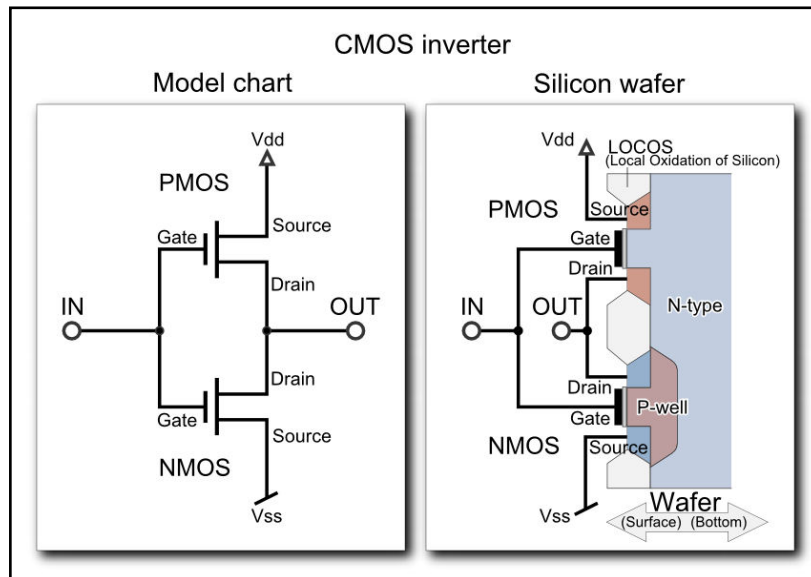 CMOS inverter
Model chart
Vdd
PMOS
Source
Gate
Drain
IN
OUT
Drain
Gate
Source
NMOS
Vss
Silicon wafer
Vdd
LOCOS
(Local Oxidation of Silicon)
PMOS
Source
Gate
Drain
IN
OUT
N-type
Drain
P-well
Gate
NMOS
Source
Vss
Wafer
(Surface) (Bottom)